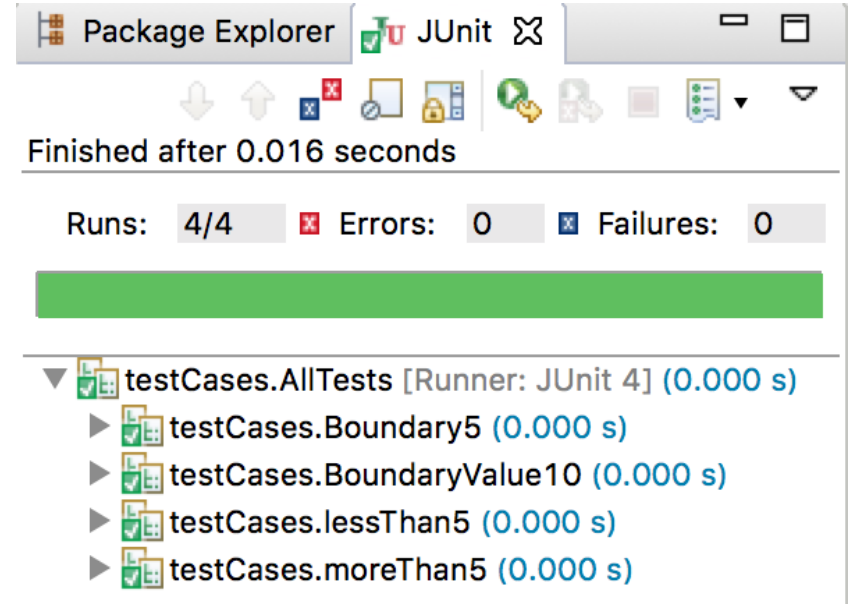 Package Explorer JUnit
Finished after 0.016 seconds
Runs: 4/4 Errors: 0 Failures: 0
testCases.AllTests [Runner: JUnit 4] (0.000 s)
testCases.Boundary5 (0.000 s)
testCases.BoundaryValue10 (0.000 s)
testCases.lessThan5 (0.000 s)
testCases.moreThan5 (0.000 s)